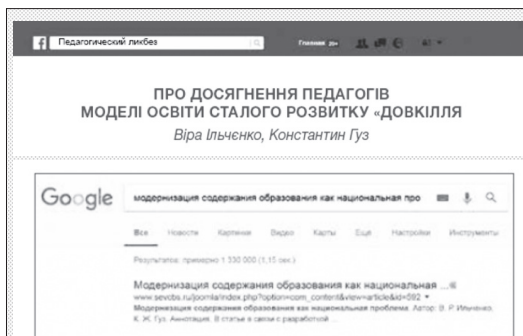 f Педагогический ликбез
Главная 20+
ПРО ДОСЯГНЕННЯ ПЕДАГОГІВ
МОДЕЛІ ОСВІТИ СТАЛОГО РОЗВИТКУ «ДОВКІЛЛЯ
Віра Ільченко, Константин Гуз
Google модернизация содержания образования как национальная про
Все Новости Картинки Видео Карты Ещё Настройки Инструменты
Результатов: примерно 1 330 000 (1,15 сек.)
Модернизация содержания образования как национальная ...
www.sevcbs.ru/joomla/index.php?option=com_content&view=article&id=592
Модернизация содержания образования как национальная проблема. Автор: В. Р. Ильченко,
К. Ж. Гуз. Аннотация. В статье в связи с разработкой ...